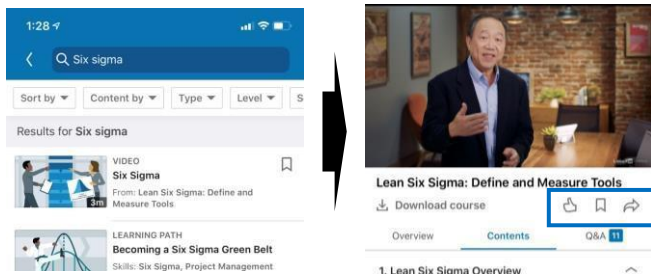 1:28
Six sigma
Sort by
Content by
Type
Level
S
Results for Six sigma
VIDEO
Six Sigma
From: Lean Six Sigma: Define and
Measure Tools
3m
LEARNING PATH
Becoming a Six Sigma Green Belt
Skills: Six Sigma, Project Management
Lean Six Sigma: Define and Measure Tools
Download course
Overview
Contents
Q&A 11
1. Lean Six Sigma Overview